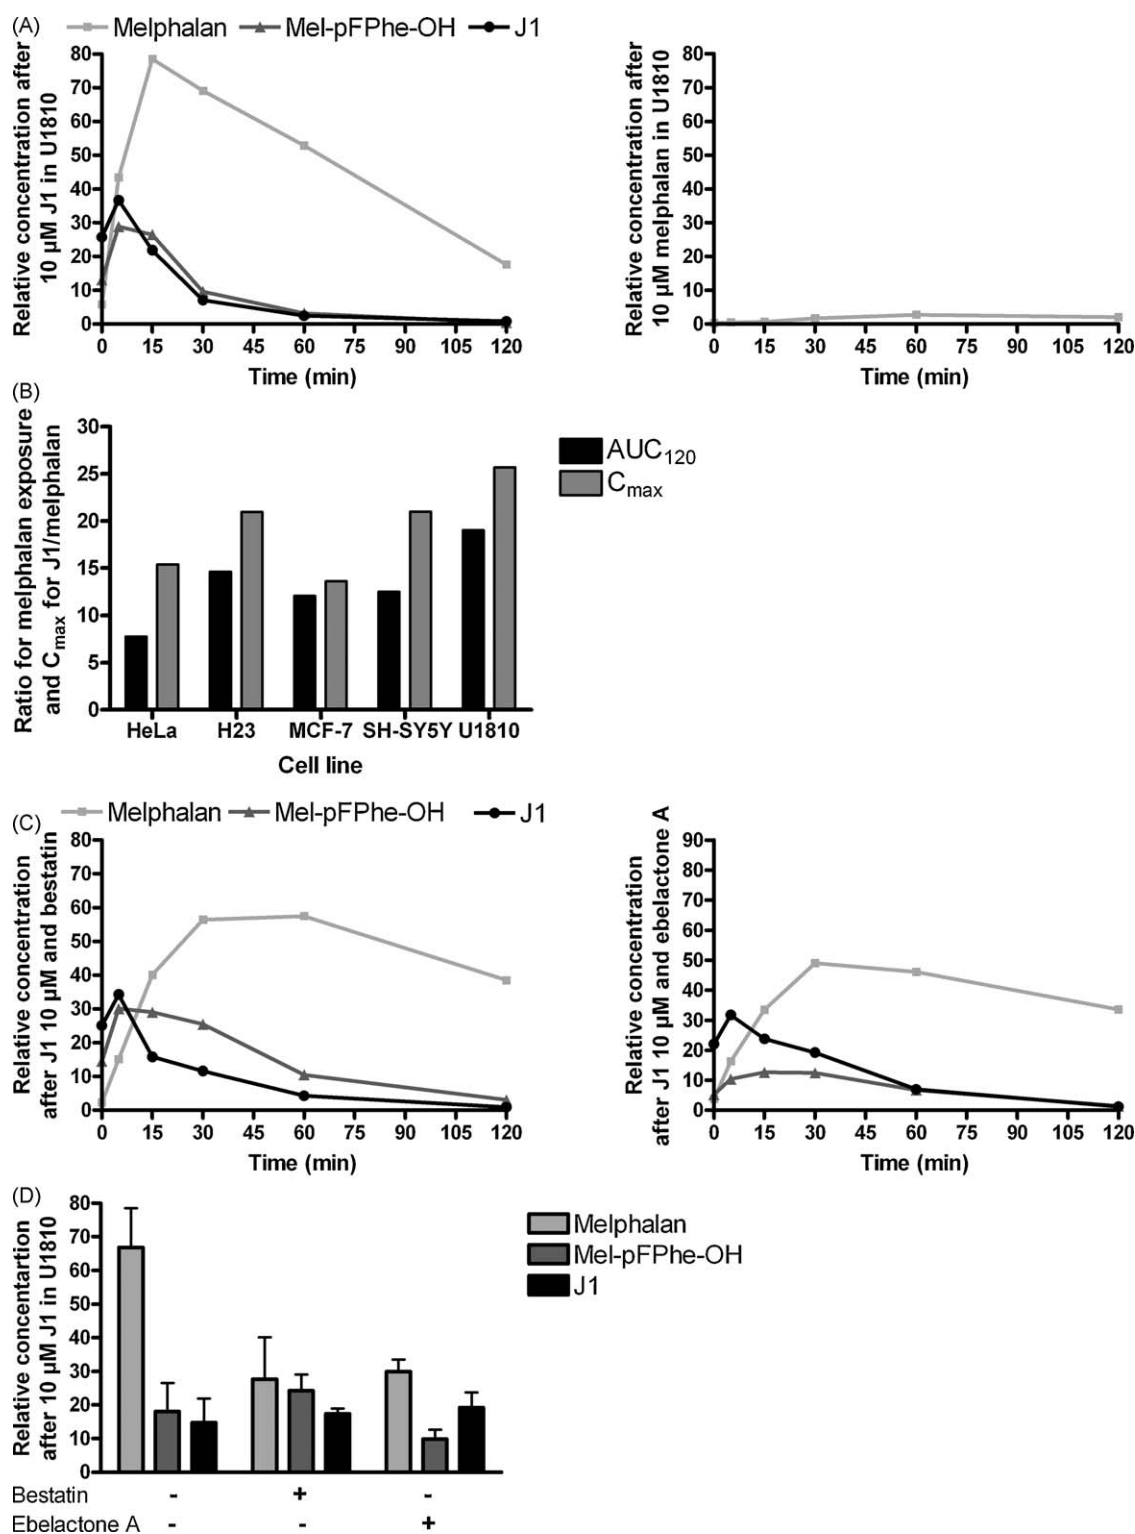 (A) Melphalan Mel-pFPhe-OH J1
Relative concentration after
10 µM J1 in U1810
80
70
60
50
40
30
20
10
0
0 15 30 45 60 75 90 105 120
Time (min)
Relative concentration after
10 µM melphalan in U1810
80
70
60
50
40
30
20
10
0
0 15 30 45 60 75 90 105 120
Time (min)
(B)
Ratio for melphalan exposure
and Cmax for J1/melphalan
30
25
20
15
10
5
0
HeLa H23 MCF-7 SH-SY5Y U1810
Cell line
AUC120
Cmax
(C) Melphalan Mel-pFPhe-OH J1
Relative concentration
after J1 10 µM and bestatin
80
70
60
50
40
30
20
10
0
0 15 30 45 60 75 90 105 120
Time (min)
Relative concentration
after J1 10 µM and ebelactone A
90
80
70
60
50
40
30
20
10
0
0 15 30 45 60 75 90 105 120
Time (min)
(D)
Relative concentartion
after 10 µM J1 in U1810
80
70
60
50
40
30
20
10
0
Melphalan
Mel-pFPhe-OH
J1
Bestatin - + -
Ebelactone A - - +